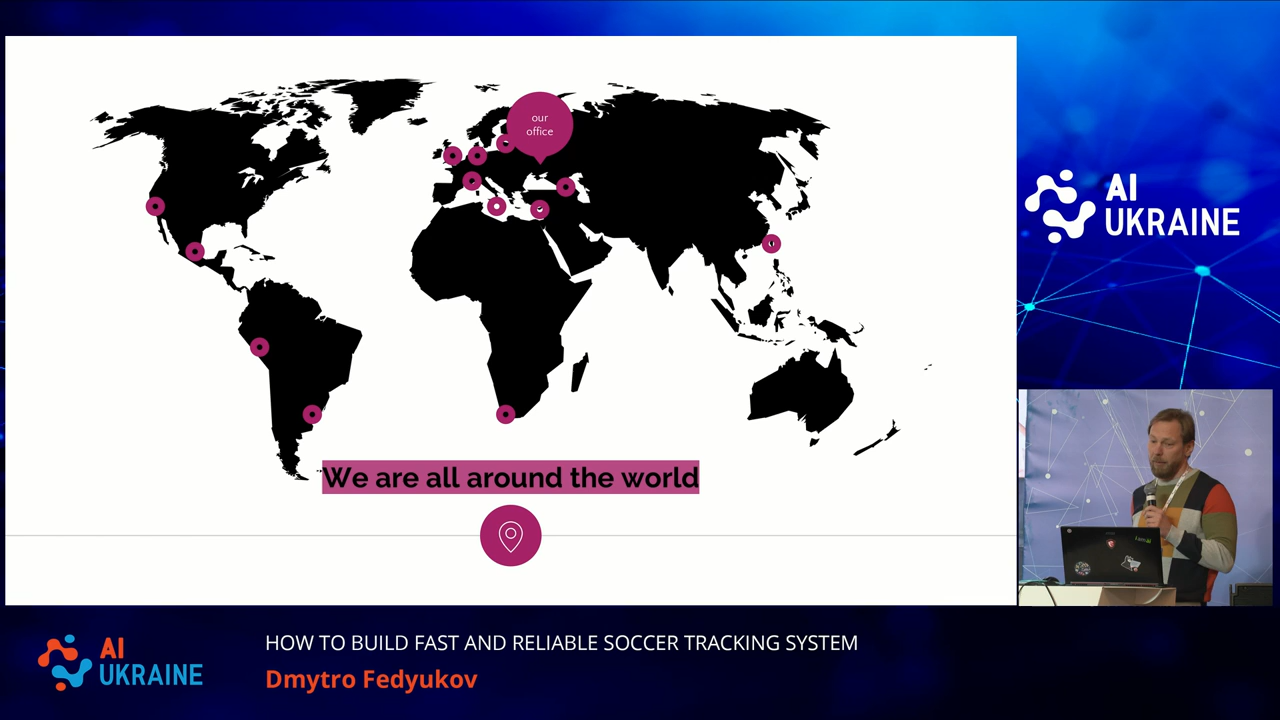 our
office
We are all around the world
AI
UKRAINE
AI
UKRAINE
HOW TO BUILD FAST AND RELIABLE SOCCER TRACKING SYSTEM
Dmytro Fedyukov